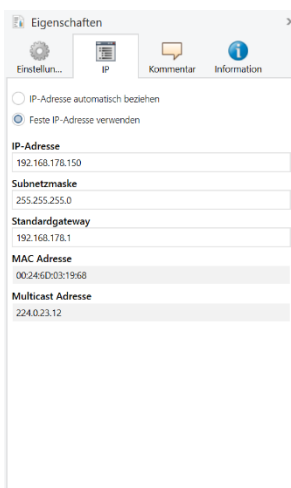 Eigenschaften
Einstellun... IP Kommentar Information
IP-Adresse automatisch beziehen
Feste IP-Adresse verwenden
IP-Adresse
192.168.178.150
Subnetzmaske
255.255.255.0
Standardgateway
192.168.178.1
MAC Adresse
00:24:6D:03:19:68
Multicast Adresse
224.0.23.12